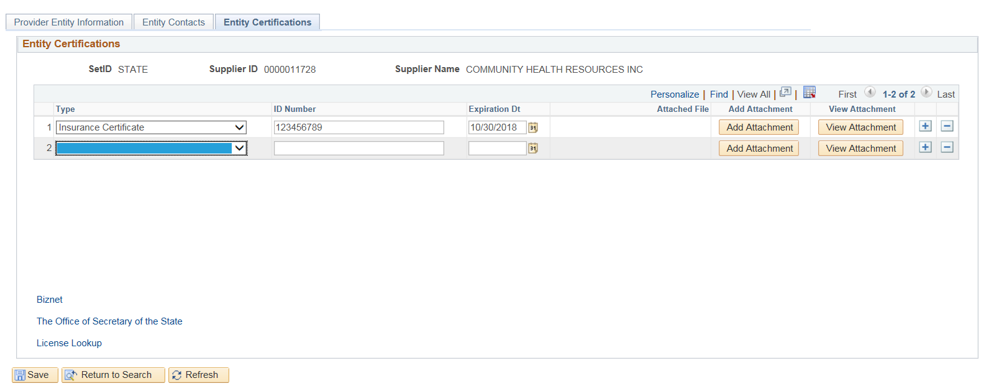 Provider Entity Information Entity Contacts Entity Certifications
Entity Certifications
SetID STATE Supplier ID 0000011728 Supplier Name COMMUNITY HEALTH RESOURCES INC
Personalize | Find | View All | | First 1-2 of 2 Last
Type ID Number Expiration Dt Attached File Add Attachment View Attachment
1 Insurance Certificate 123456789 10/30/2018 31 Add Attachment View Attachment + −
2 31 Add Attachment View Attachment + −
Biznet
The Office of Secretary of the State
License Lookup
Save Return to Search Refresh